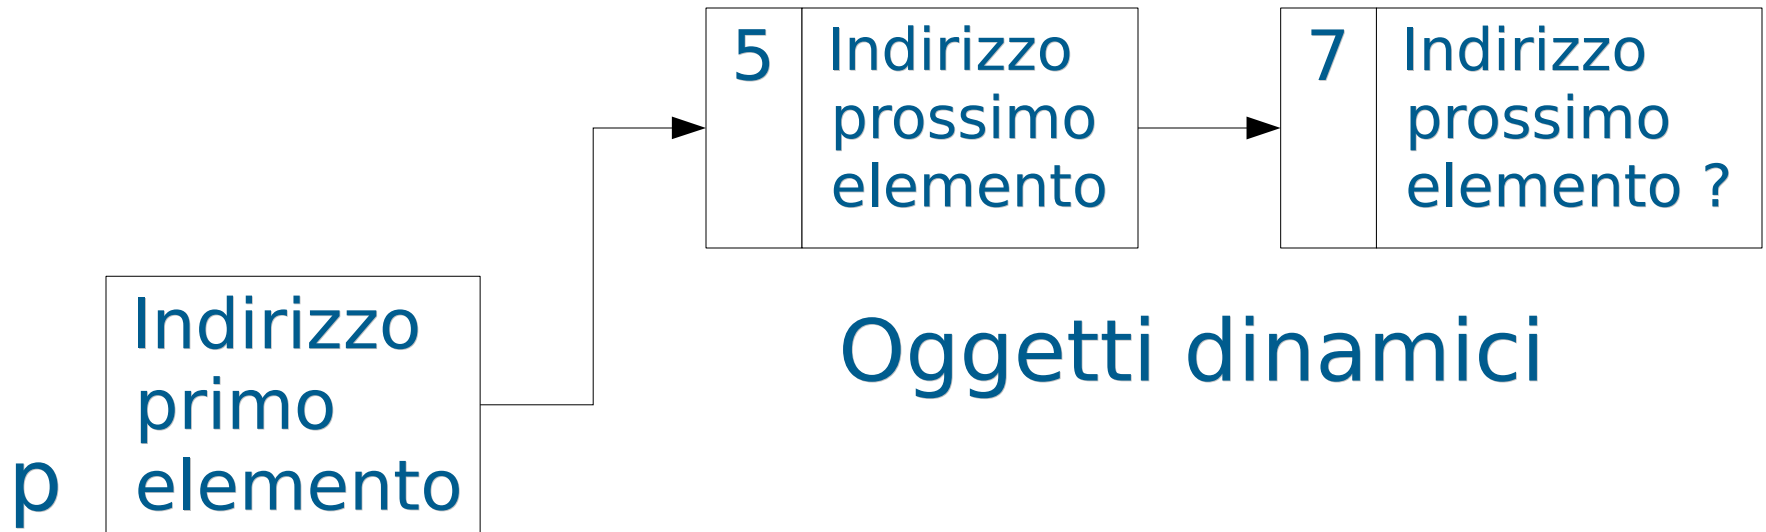 5
Indirizzo
prossimo
elemento
7
Indirizzo
prossimo
elemento ?
Indirizzo
primo
elemento
p
Oggetti dinamici